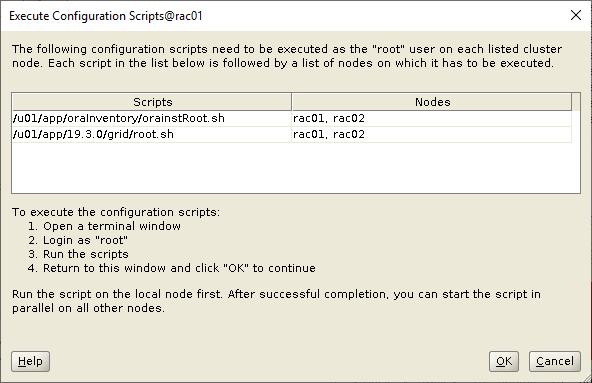 Execute Configuration Scripts@rac01
The following configuration scripts need to be executed as the "root" user on each listed cluster
node. Each script in the list below is followed by a list of nodes on which it has to be executed.
Scripts Nodes
/u01/app/oraInventory/orainstRoot.sh rac01, rac02
/u01/app/19.3.0/grid/root.sh rac01, rac02
To execute the configuration scripts:
1. Open a terminal window
2. Login as "root"
3. Run the scripts
4. Return to this window and click "OK" to continue
Run the script on the local node first. After successful completion, you can start the script in
parallel on all other nodes.
Help OK Cancel